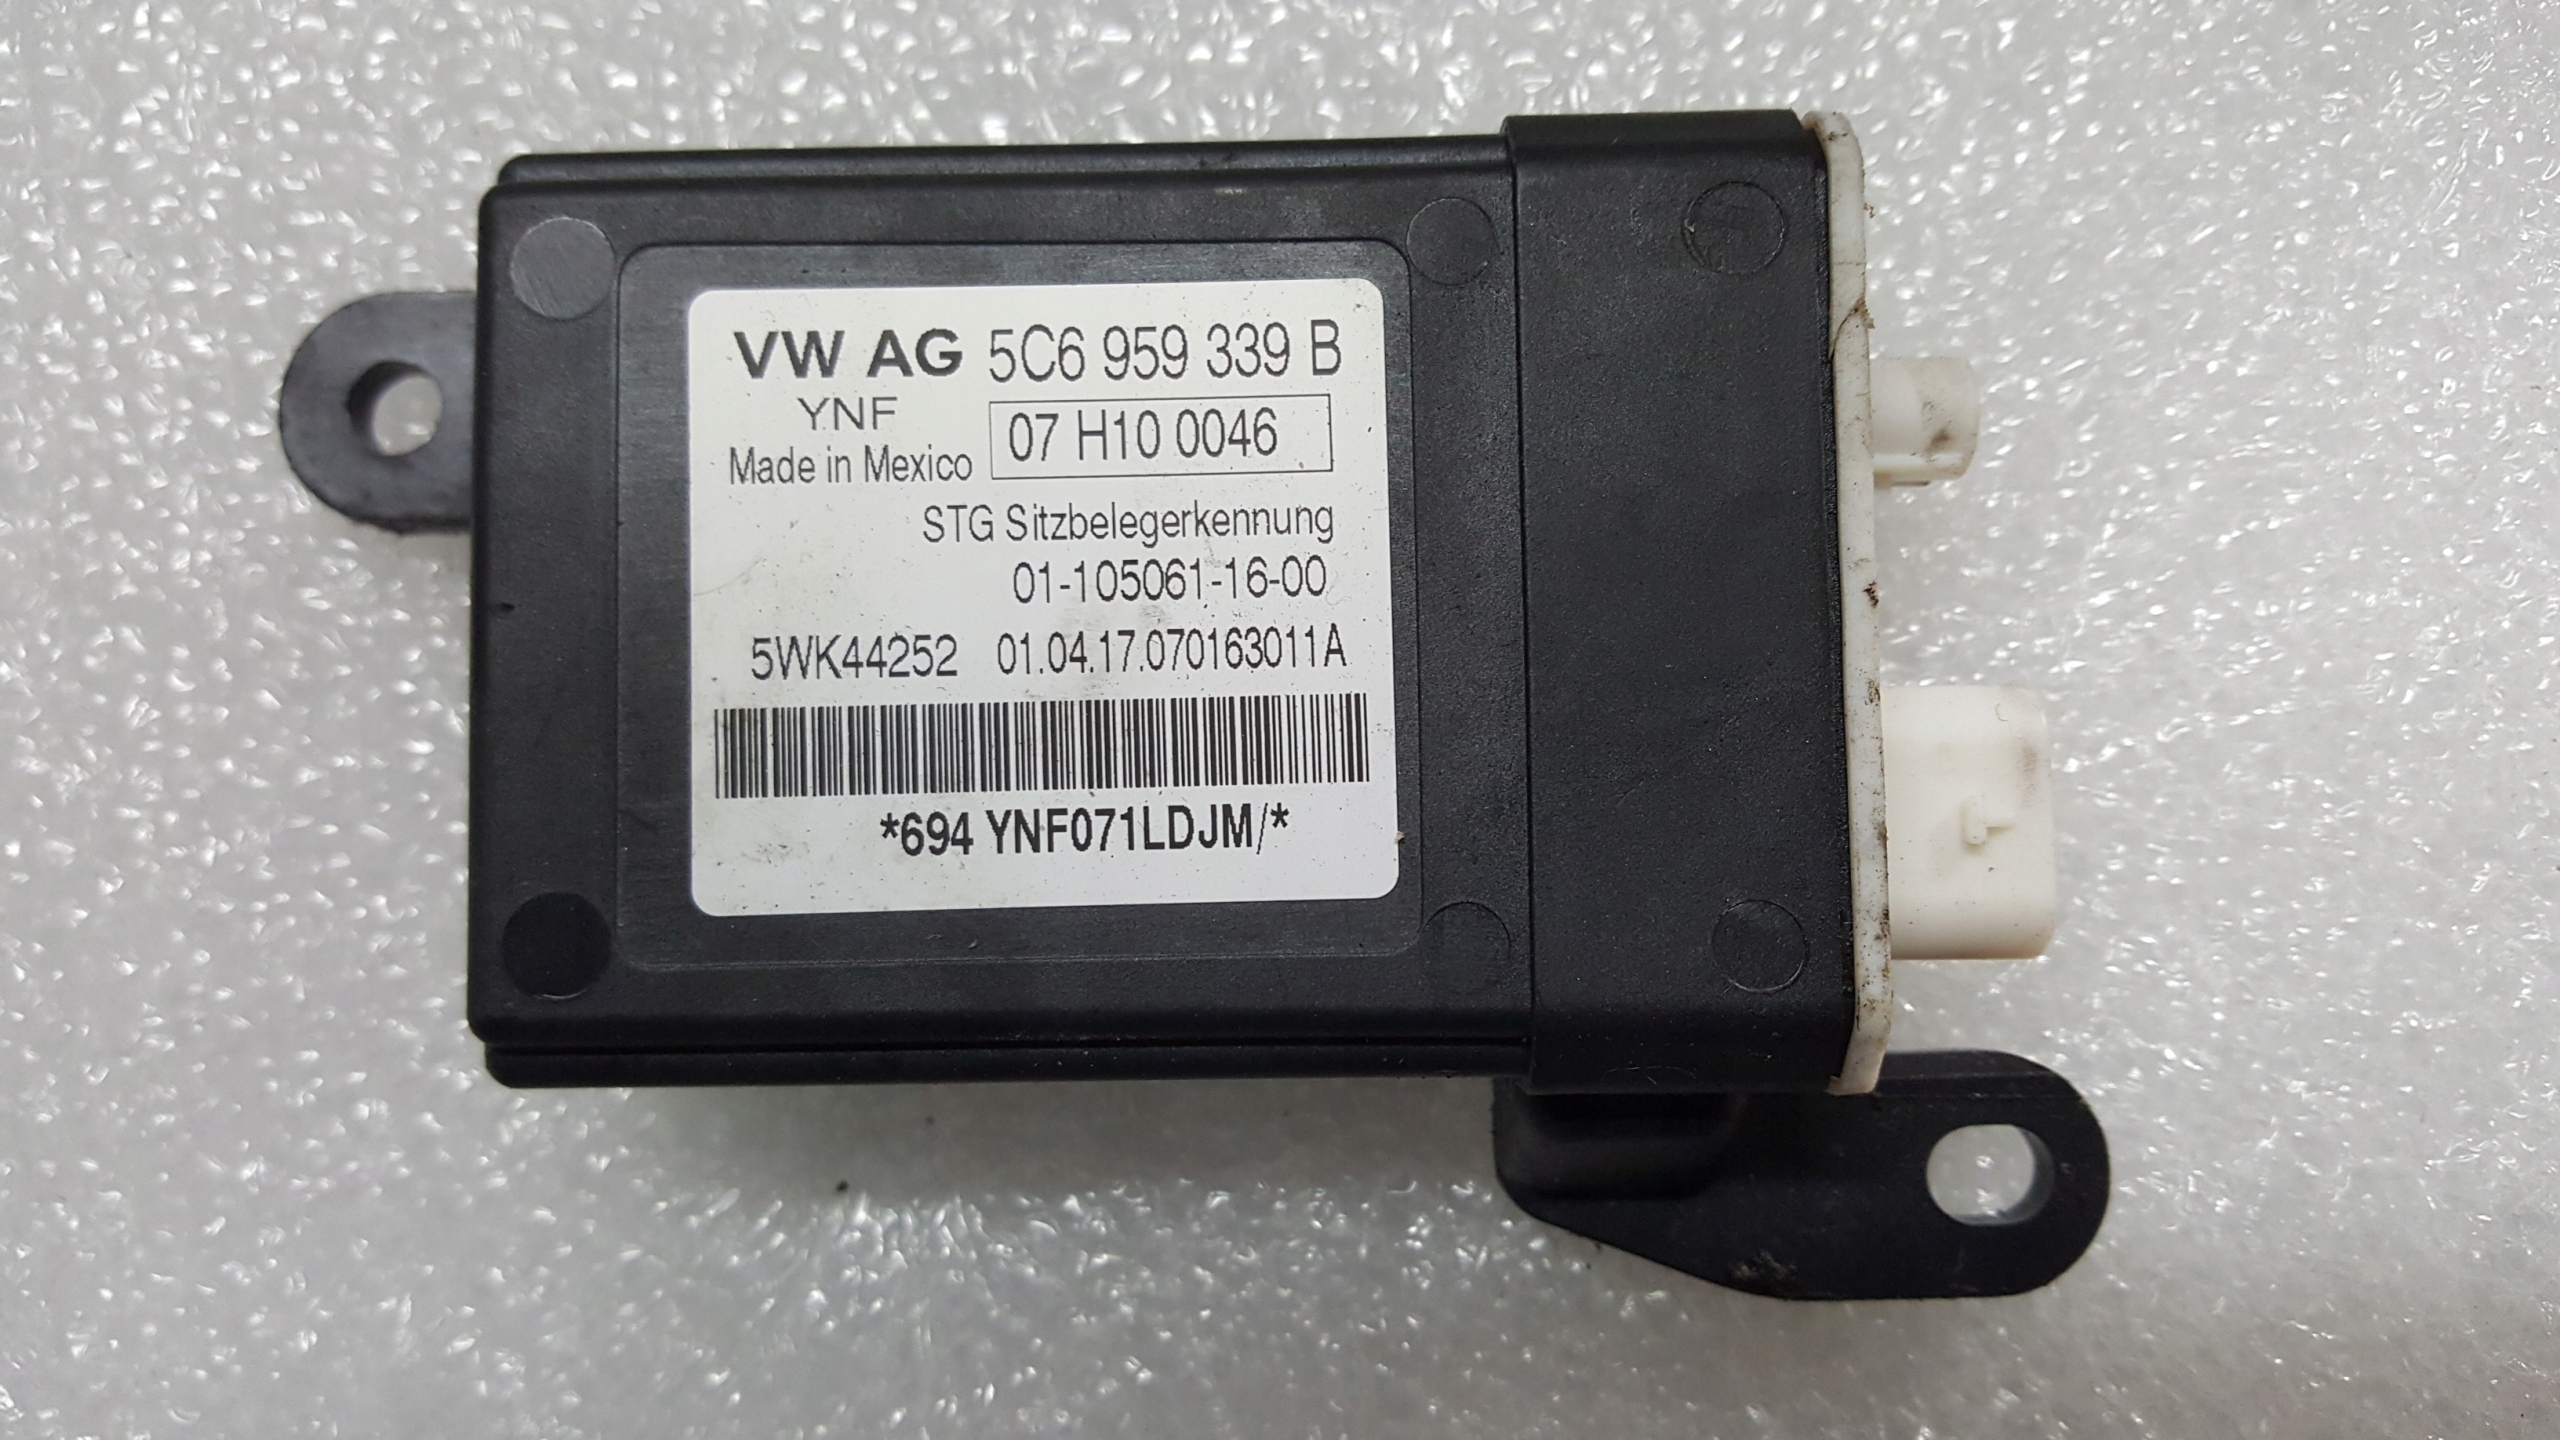 VW AG 5C6 959 339 B
YNF
Made in Mexico
07 H10 0046
STG Sitzbelegerkennung
01-105061-16-00
5WK44252 01.04.17.070163011A
*694 YNF071LDJM/*